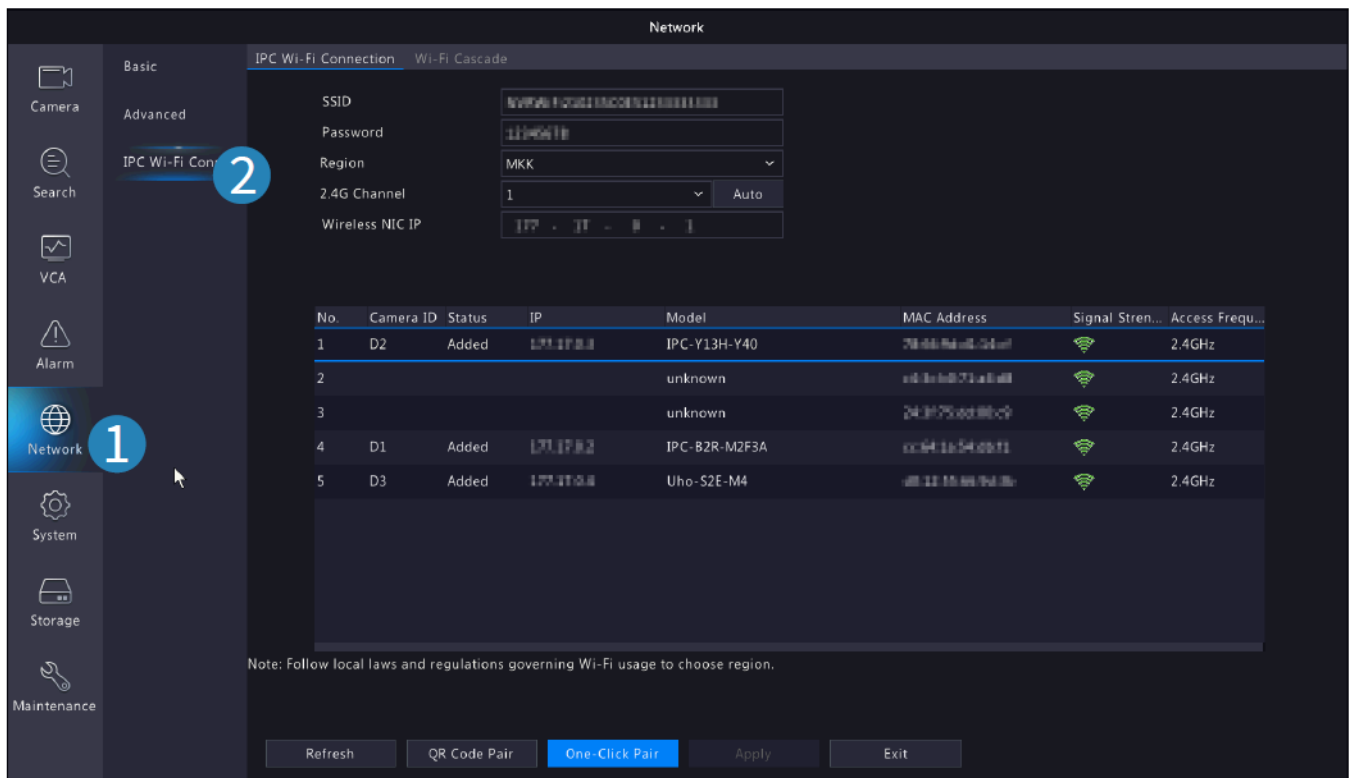 Network
IPC Wi-Fi Connection Wi-Fi Cascade
Camera
Search
VCA
Alarm
Network
System
Storage
Maintenance
Basic
Advanced
IPC Wi-Fi
1
2
SSID
Password
Region MKK
2.4G Channel 1 Auto
Wireless NIC IP
No. Camera ID Status IP Model MAC Address Signal Stren... Access Frequ...
1 D2 Added IPC-Y13H-Y40 2.4GHz
2 unknown 2.4GHz
3 unknown 2.4GHz
4 D1 Added IPC-B2R-M2F3A 2.4GHz
5 D3 Added Uho-S2E-M4 2.4GHz
Note: Follow local laws and regulations governing Wi-Fi usage to choose region.
Refresh QR Code Pair One-Click Pair Apply Exit